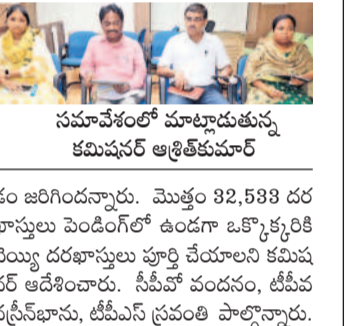 సమావేశంలో మాట్లాడుతున్న
కమిషనర్ ఆశ్రిత్‌కుమార్
డం జరిగిందన్నారు. మొత్తం 32,533 దర
ఖాస్తులు పెండింగ్‌లో ఉండగా ఒక్కొక్కరికి
వెయ్యి దరఖాస్తులు పూర్తి చేయాలని కమిష
నర్ ఆదేశించారు. సీపీవో వందనం, టీపీవ
నస్రీన్‌భాను, టీపీఎస్ స్రవంతి పాల్గొన్నారు.